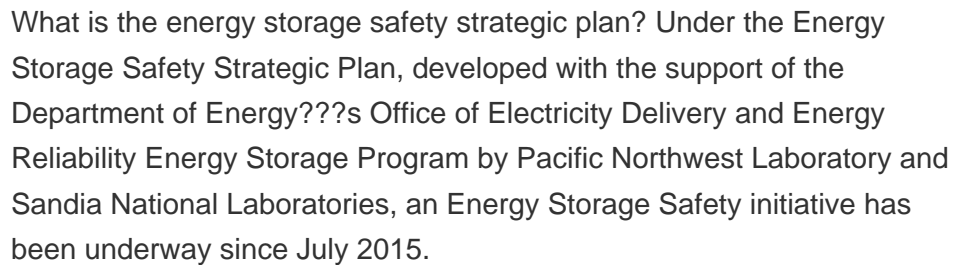 What is the energy storage safety strategic plan? Under the Energy
Storage Safety Strategic Plan, developed with the support of the
Department of Energy???s Office of Electricity Delivery and Energy
Reliability Energy Storage Program by Pacific Northwest Laboratory and
Sandia National Laboratories, an Energy Storage Safety initiative has
been underway since July 2015.